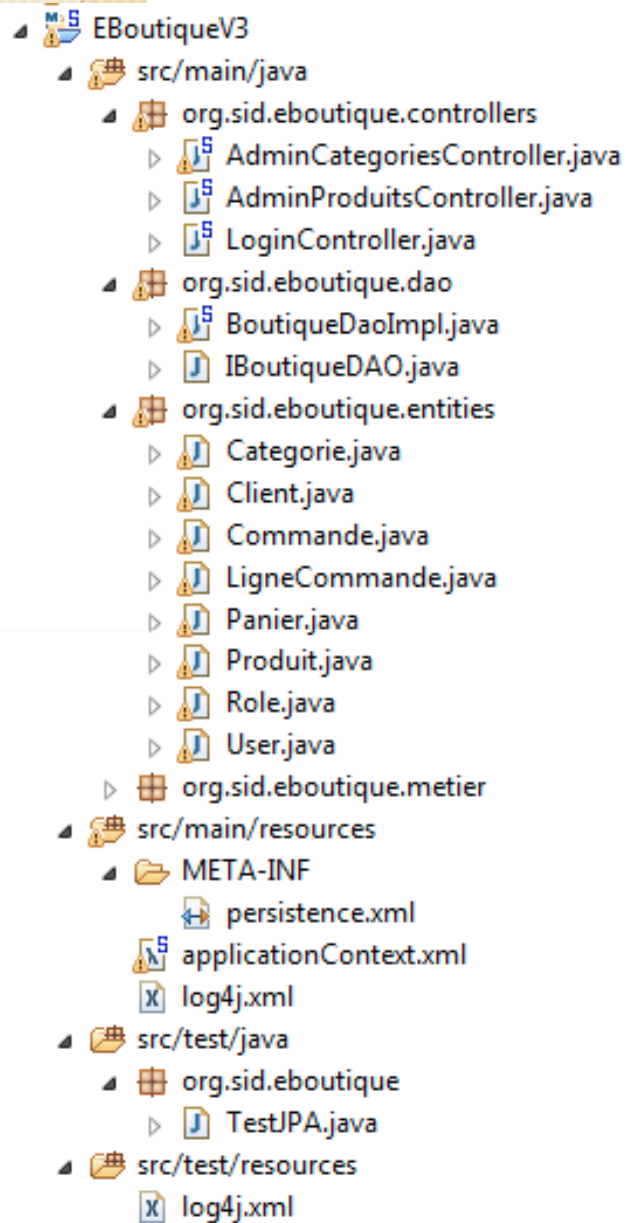 EBoutiqueV3
src/main/java
org.sid.eboutique.controllers
AdminCategoriesController.java
AdminProduitsController.java
LoginController.java
org.sid.eboutique.dao
BoutiqueDaoImpl.java
IBoutiqueDAO.java
org.sid.eboutique.entities
Categorie.java
Client.java
Commande.java
LigneCommande.java
Panier.java
Produit.java
Role.java
User.java
org.sid.eboutique.metier
src/main/resources
META-INF
persistence.xml
applicationContext.xml
log4j.xml
src/test/java
org.sid.eboutique
TestJPA.java
src/test/resources
log4j.xml